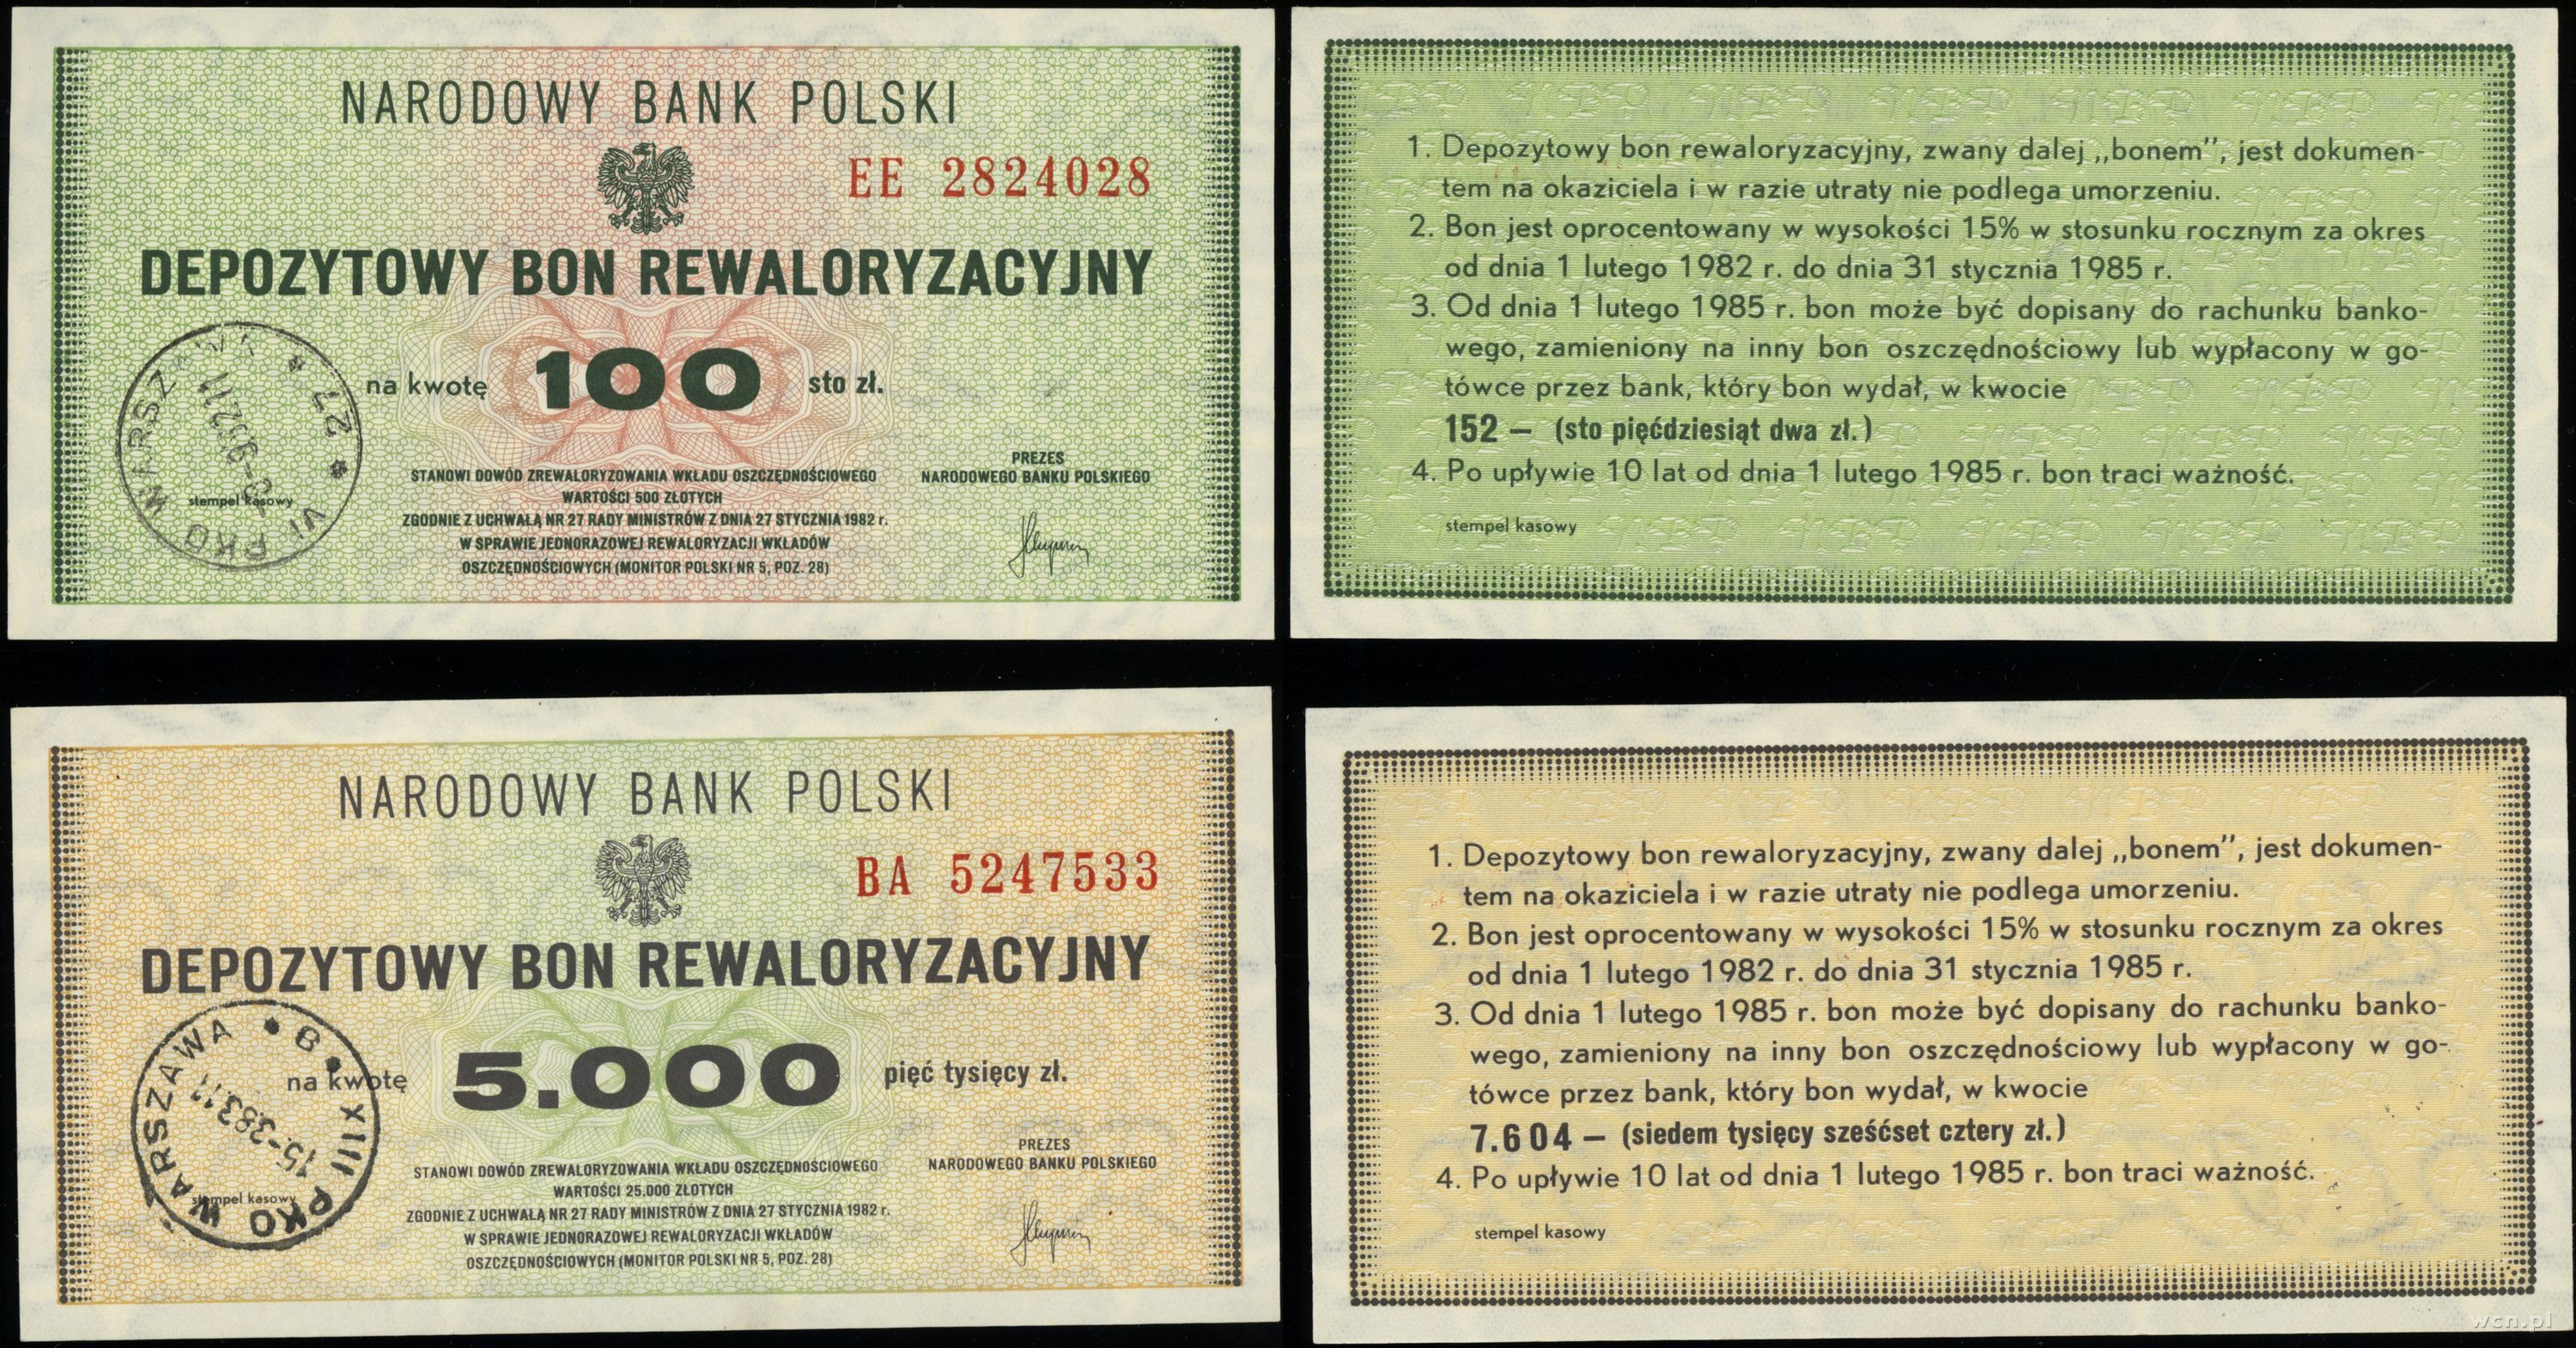 NARODOWY BANK POLSKI
EE 2824028
DEPOZYTOWY BON REWALORYZACYJNY
na kwotę 100 sto zł.
STANOWI DOWÓD ZREWALORYZOWANIA WKŁADU OSZCZĘDNOŚCIOWEGO
WARTOŚCI 500 ZŁOTYCH
ZGODNIE Z UCHWAŁĄ NR 27 RADY MINISTRÓW Z DNIA 27 STYCZNIA 1982 r.
W SPRAWIE JEDNORAZOWEJ REWALORYZACJI WKŁADÓW
OSZCZĘDNOŚCIOWYCH (MONITOR POLSKI NR 5, POZ. 28)
PREZES
NARODOWEGO BANKU POLSKIEGO
stempel kasowy
VI PKO WARSZAWA * 27 *
1. Depozytowy bon rewaloryzacyjny, zwany dalej „bonem”, jest dokumen-
tem na okaziciela i w razie utraty nie podlega umorzeniu.
2. Bon jest oprocentowany w wysokości 15% w stosunku rocznym za okres
od dnia 1 lutego 1982 r. do dnia 31 stycznia 1985 r.
3. Od dnia 1 lutego 1985 r. bon może być dopisany do rachunku banko-
wego, zamieniony na inny bon oszczędnościowy lub wypłacony w go-
tówce przez bank, który bon wydał, w kwocie
152 — (sto pięćdziesiąt dwa zł.)
4. Po upływie 10 lat od dnia 1 lutego 1985 r. bon traci ważność.
stempel kasowy
NARODOWY BANK POLSKI
BA 5247533
DEPOZYTOWY BON REWALORYZACYJNY
na kwotę 5.000 pięć tysięcy zł.
STANOWI DOWÓD ZREWALORYZOWANIA WKŁADU OSZCZĘDNOŚCIOWEGO
WARTOŚCI 25.000 ZŁOTYCH
ZGODNIE Z UCHWAŁĄ NR 27 RADY MINISTRÓW Z DNIA 27 STYCZNIA 1982 r.
W SPRAWIE JEDNORAZOWEJ REWALORYZACJI WKŁADÓW
OSZCZĘDNOŚCIOWYCH (MONITOR POLSKI NR 5, POZ. 28)
PREZES
NARODOWEGO BANKU POLSKIEGO
stempel kasowy
XIII PKO WARSZAWA * 8 *
1. Depozytowy bon rewaloryzacyjny, zwany dalej „bonem”, jest dokumen-
tem na okaziciela i w razie utraty nie podlega umorzeniu.
2. Bon jest oprocentowany w wysokości 15% w stosunku rocznym za okres
od dnia 1 lutego 1982 r. do dnia 31 stycznia 1985 r.
3. Od dnia 1 lutego 1985 r. bon może być dopisany do rachunku banko-
wego, zamieniony na inny bon oszczędnościowy lub wypłacony w go-
tówce przez bank, który bon wydał, w kwocie
7.604 — (siedem tysięcy sześćset cztery zł.)
4. Po upływie 10 lat od dnia 1 lutego 1985 r. bon traci ważność.
stempel kasowy
wcn.pl